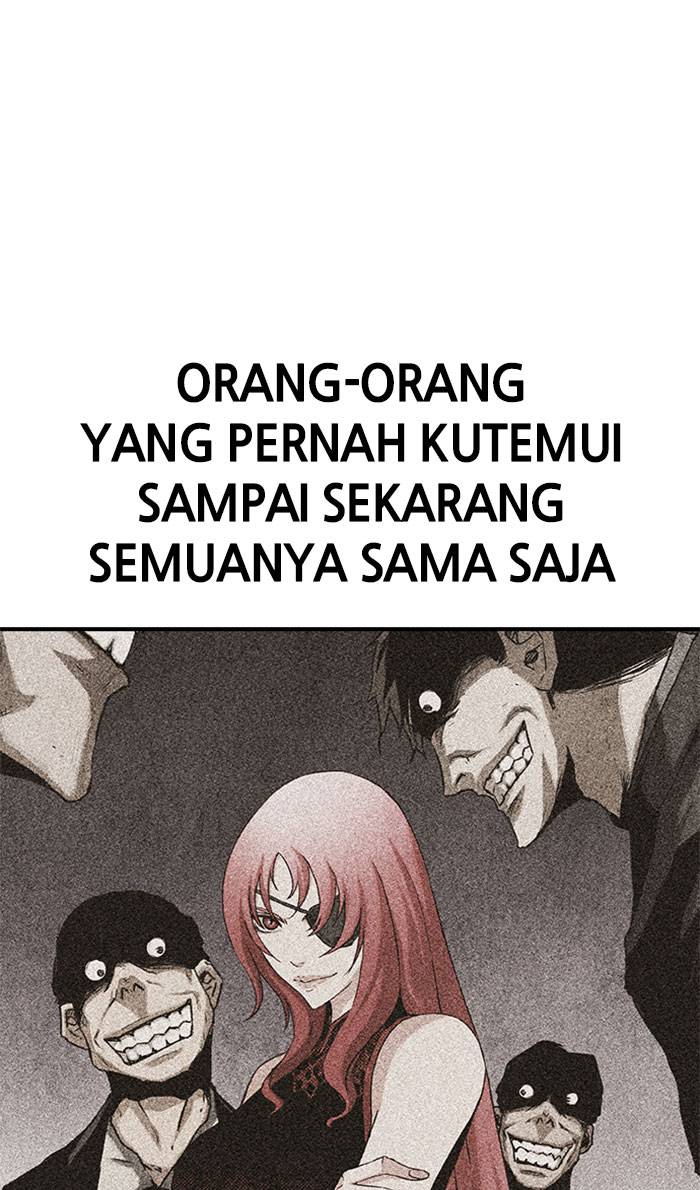 ORANG-ORANG
YANG PERNAH KUTEMUI
SAMPAI SEKARANG
SEMUANYA SAMA SAJA